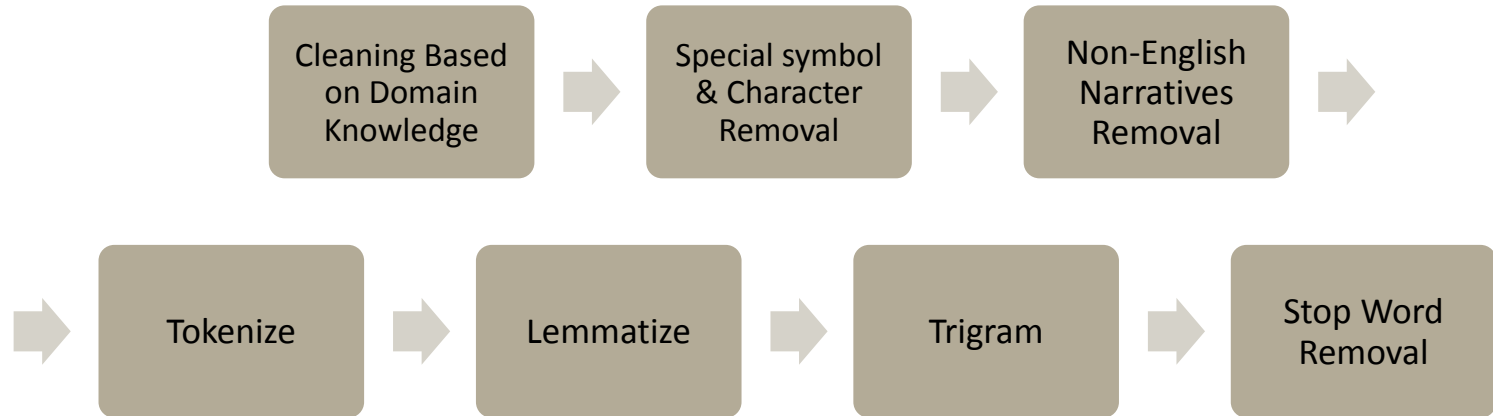 Cleaning Based
on Domain
Knowledge
Special symbol
& Character
Removal
Non-English
Narratives
Removal
Tokenize
Lemmatize
Trigram
Stop Word
Removal